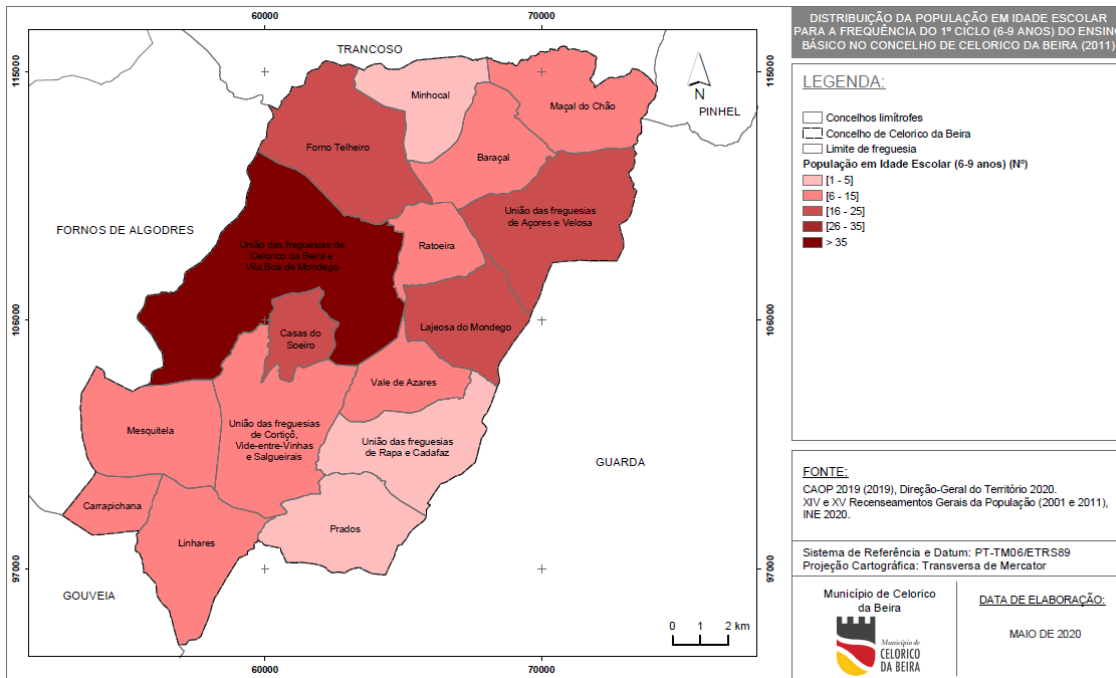 DISTRIBUIÇÃO DA POPULAÇÃO EM IDADE ESCOLAR
PARA A FREQUÊNCIA DO 1º CICLO (6-9 ANOS) DO ENSINO
BÁSICO NO CONCELHO DE CELORICO DA BEIRA (2011)
60000
70000
115000
115000
106000
106000
97000
97000
60000
70000
TRANCOSO
N
PINHEL
Minhocal
Maçal do Chão
Forno Telheiro
Baraçal
União das freguesias
de Açores e Velosa
FORNOS DE ALGODRES
União das freguesias de
Celorico da Beira e
Vila Boa do Mondego
Ratoeira
Casas do
Soeiro
Lajeosa do Mondego
Vale de Azares
Mesquitela
União das freguesias
de Cortiçô,
Vide-entre-Vinhas
e Salgueirais
União das freguesias
de Rapa e Cadafaz
GUARDA
Carrapichana
Prados
Linhares
GOUVEIA
0 1 2 km
LEGENDA:
Concelhos limítrofes
Concelho de Celorico da Beira
Limite de freguesia
População em Idade Escolar (6-9 anos) (Nº)
[1 - 5]
[6 - 15]
[16 - 25]
[26 - 35]
> 35
FONTE:
CAOP 2019 (2019), Direção-Geral do Território 2020.
XIV e XV Recenseamentos Gerais da População (2001 e 2011),
INE 2020.
Sistema de Referência e Datum: PT-TM06/ETRS89
Projeção Cartográfica: Transversa de Mercator
Município de Celorico
da Beira
Município de
CELORICO
DA BEIRA
DATA DE ELABORAÇÃO:
MAIO DE 2020